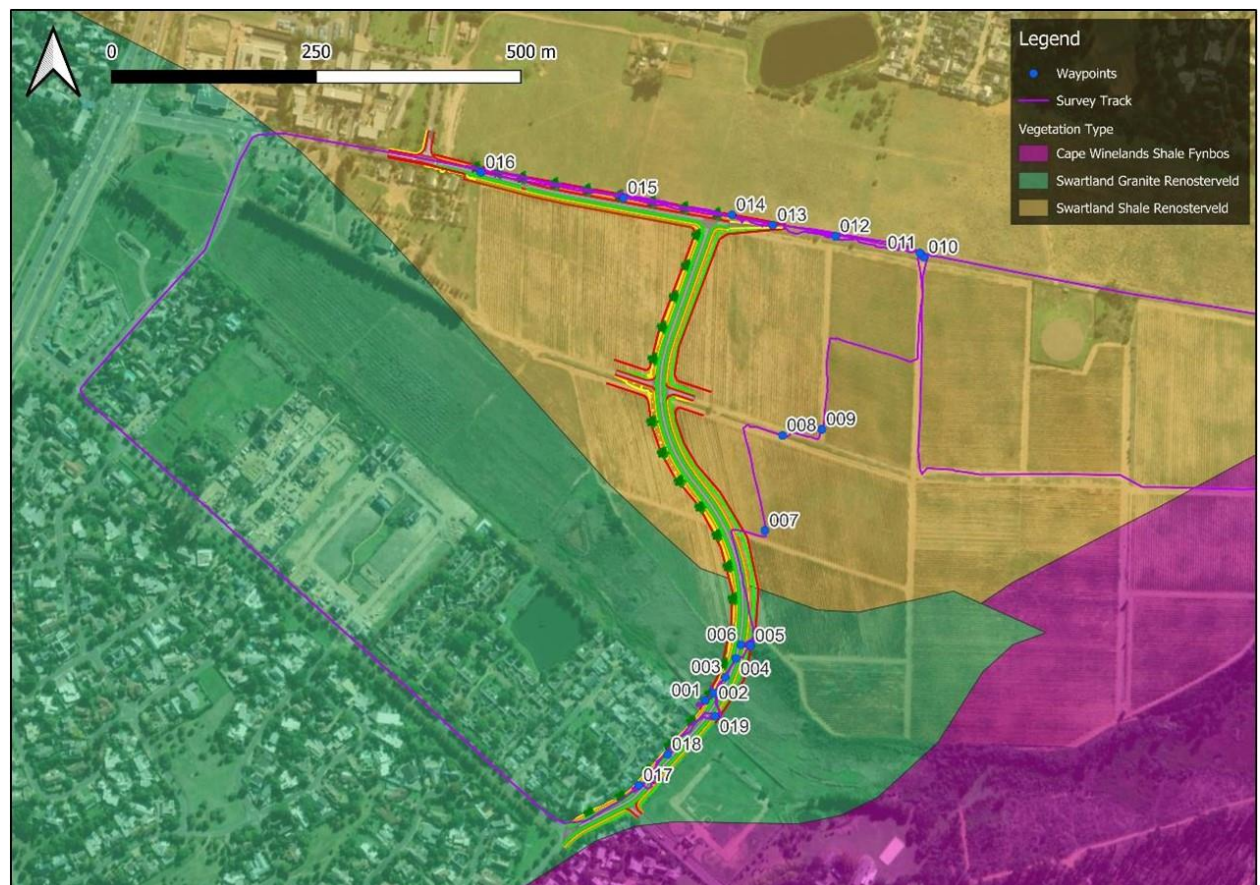 0 250 500 m
Legend
Waypoints
Survey Track
Vegetation Type
Cape Winelands Shale Fynbos
Swartland Granite Renosterveld
Swartland Shale Renosterveld
016
015
014
013
012
011 010
009
008
007
006 005
003 004
001 002
019
018
017